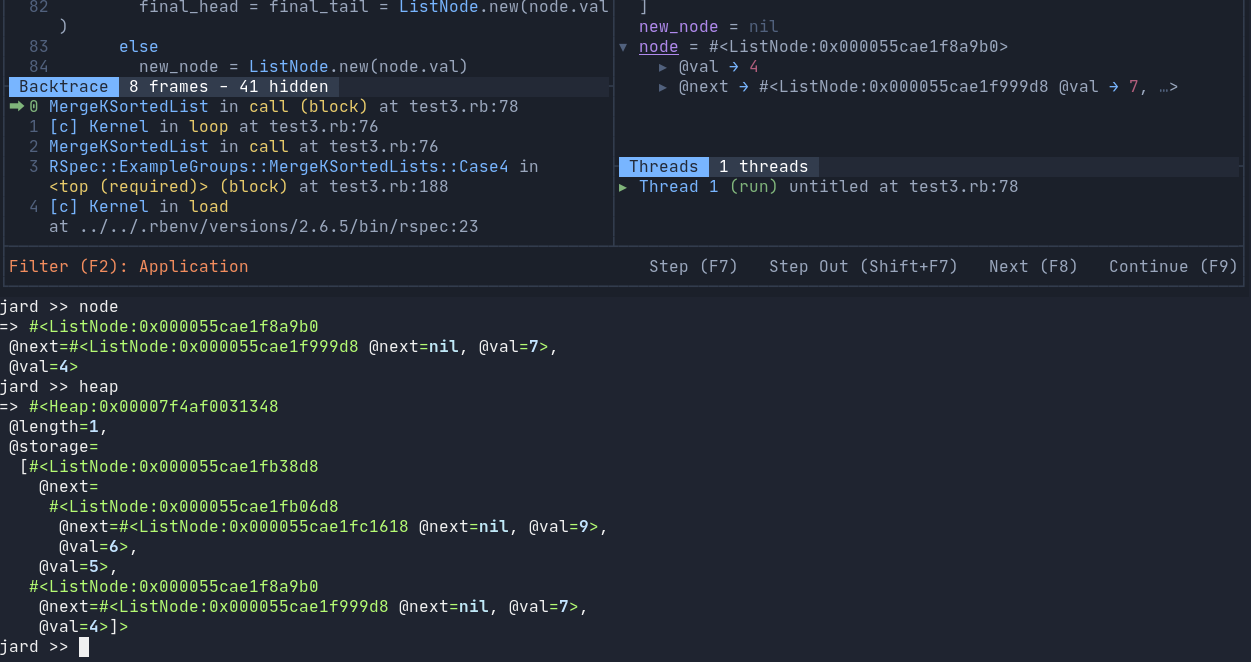 82         final_head = final_tail = ListNode.new(node.val
)
83       else
84         new_node = ListNode.new(node.val)
Backtrace  8 frames - 41 hidden
➡0 MergeKSortedList in call (block) at test3.rb:78
1 [c] Kernel in loop at test3.rb:76
2 MergeKSortedList in call at test3.rb:76
3 RSpec::ExampleGroups::MergeKSortedLists::Case4 in
<top (required)> (block) at test3.rb:188
4 [c] Kernel in load
at ../../.rbenv/versions/2.6.5/bin/rspec:23
]
new_node = nil
▾ node = #<ListNode:0x000055cae1f8a9b0>
▸ @val → 4
▸ @next → #<ListNode:0x000055cae1f999d8 @val → 7, …>
Threads  1 threads
▸ Thread 1 (run) untitled at test3.rb:78
Filter (F2): Application    Step (F7)   Step Out (Shift+F7)   Next (F8)   Continue (F9)
jard >> node
=> #<ListNode:0x000055cae1f8a9b0
 @next=#<ListNode:0x000055cae1f999d8 @next=nil, @val=7>,
 @val=4>
jard >> heap
=> #<Heap:0x00007f4af0031348
 @length=1,
 @storage=
  [#<ListNode:0x000055cae1fb38d8
    @next=
     #<ListNode:0x000055cae1fb06d8
      @next=#<ListNode:0x000055cae1fc1618 @next=nil, @val=9>,
      @val=6>,
    @val=5>,
   #<ListNode:0x000055cae1f8a9b0
    @next=#<ListNode:0x000055cae1f999d8 @next=nil, @val=7>,
    @val=4>]>
jard >>